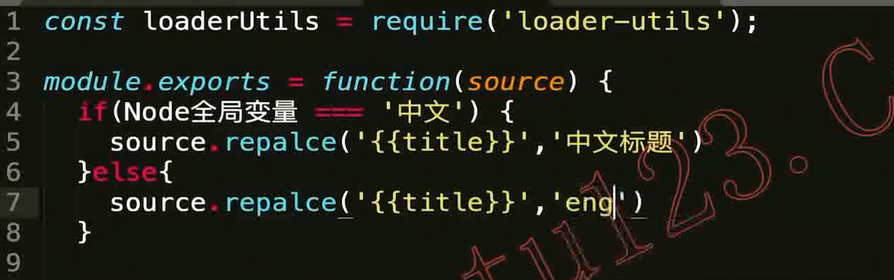 1 const loaderUtils = require('loader-utils');
2
3 module.exports = function(source) {
4   if(Node全局变量 === '中文') {
5     source.repalce('{{title}}','中文标题')
6   }else{
7     source.repalce('{{title}}','eng')
8   }
9
tu123.C